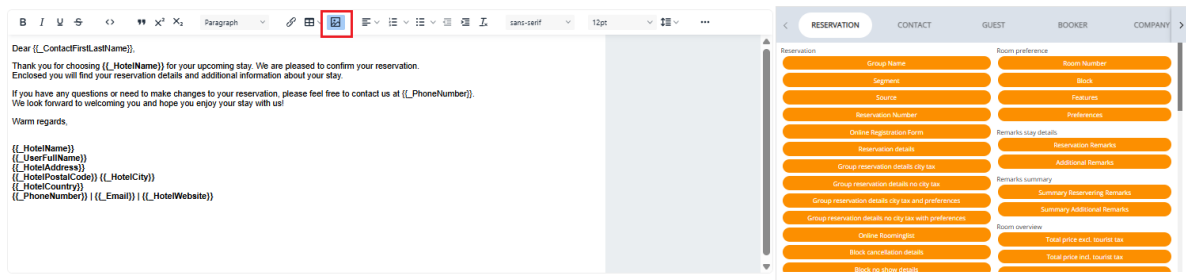 B I U S <> X² X₂ Paragraph sans-serif 12pt ...
Dear {{_ContactFirstLastName}},
Thank you for choosing {{_HotelName}} for your upcoming stay. We are pleased to confirm your reservation.
Enclosed you will find your reservation details and additional information about your stay.
If you have any questions or need to make changes to your reservation, please feel free to contact us at {{_PhoneNumber}}.
We look forward to welcoming you and hope you enjoy your stay with us!
Warm regards,
{{_HotelName}}
{{_UserFullName}}
{{_HotelAddress}}
{{_HotelPostalCode}} {{_HotelCity}}
{{_HotelCountry}}
{{_PhoneNumber}} | {{_Email}} | {{_HotelWebsite}}
RESERVATION CONTACT GUEST BOOKER COMPANY
Reservation
Group Name
Segment
Source
Reservation Number
Online Registration Form
Reservation details
Group reservation details city tax
Group reservation details no city tax
Group reservation details city tax and preferences
Group reservation details no city tax with preferences
Online Roominglist
Block cancellation details
Block no show details
Room preference
Room Number
Block
Features
Preferences
Remarks stay details
Reservation Remarks
Additional Remarks
Remarks summary
Summary Reservering Remarks
Summary Additional Remarks
Room overview
Total price excl. tourist tax
Total price incl. tourist tax